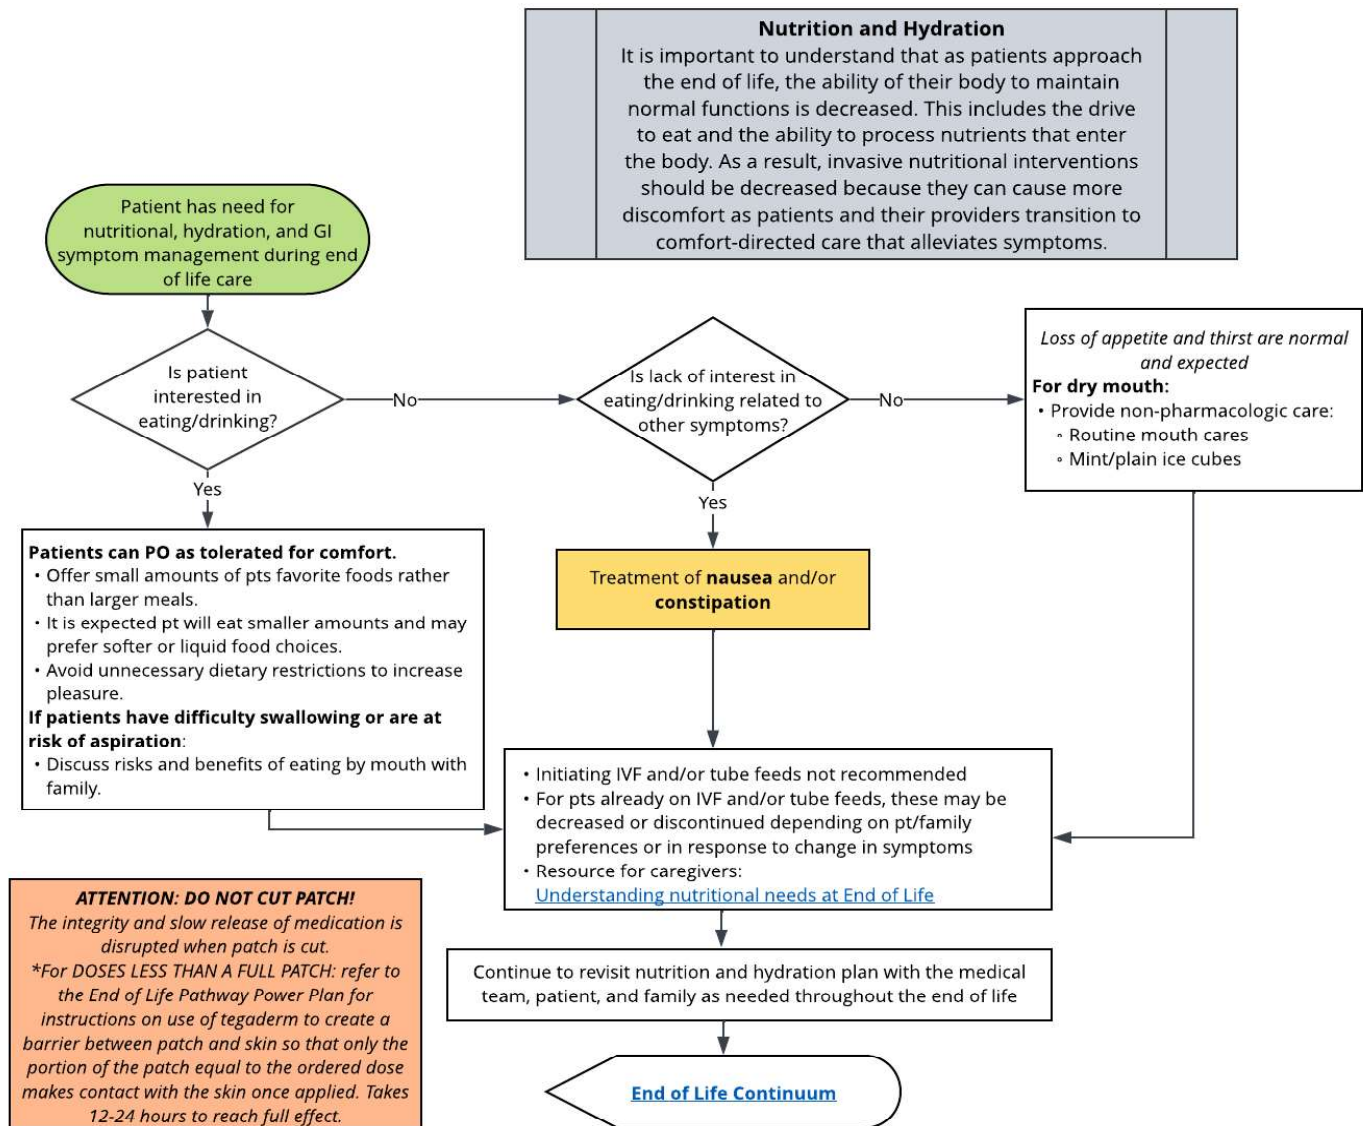 Nutrition and Hydration
It is important to understand that as patients approach
the end of life, the ability of their body to maintain
normal functions is decreased. This includes the drive
to eat and the ability to process nutrients that enter
the body. As a result, invasive nutritional interventions
should be decreased because they can cause more
discomfort as patients and their providers transition to
comfort-directed care that alleviates symptoms.
Patient has need for
nutritional, hydration, and GI
symptom management during end
of life care
Is patient
interested in
eating/drinking?
No
Is lack of interest in
eating/drinking related to
other symptoms?
No
Loss of appetite and thirst are normal
and expected
For dry mouth:
• Provide non-pharmacologic care:
◦ Routine mouth cares
◦ Mint/plain ice cubes
Yes
Patients can PO as tolerated for comfort.
• Offer small amounts of pts favorite foods rather
than larger meals.
• It is expected pt will eat smaller amounts and may
prefer softer or liquid food choices.
• Avoid unnecessary dietary restrictions to increase
pleasure.
If patients have difficulty swallowing or are at
risk of aspiration:
• Discuss risks and benefits of eating by mouth with
family.
Yes
Treatment of nausea and/or
constipation
• Initiating IVF and/or tube feeds not recommended
• For pts already on IVF and/or tube feeds, these may be
decreased or discontinued depending on pt/family
preferences or in response to change in symptoms
• Resource for caregivers:
Understanding nutritional needs at End of Life
ATTENTION: DO NOT CUT PATCH!
The integrity and slow release of medication is
disrupted when patch is cut.
*For DOSES LESS THAN A FULL PATCH: refer to
the End of Life Pathway Power Plan for
instructions on use of tegaderm to create a
barrier between patch and skin so that only the
portion of the patch equal to the ordered dose
makes contact with the skin once applied. Takes
12-24 hours to reach full effect.
Continue to revisit nutrition and hydration plan with the medical
team, patient, and family as needed throughout the end of life
End of Life Continuum